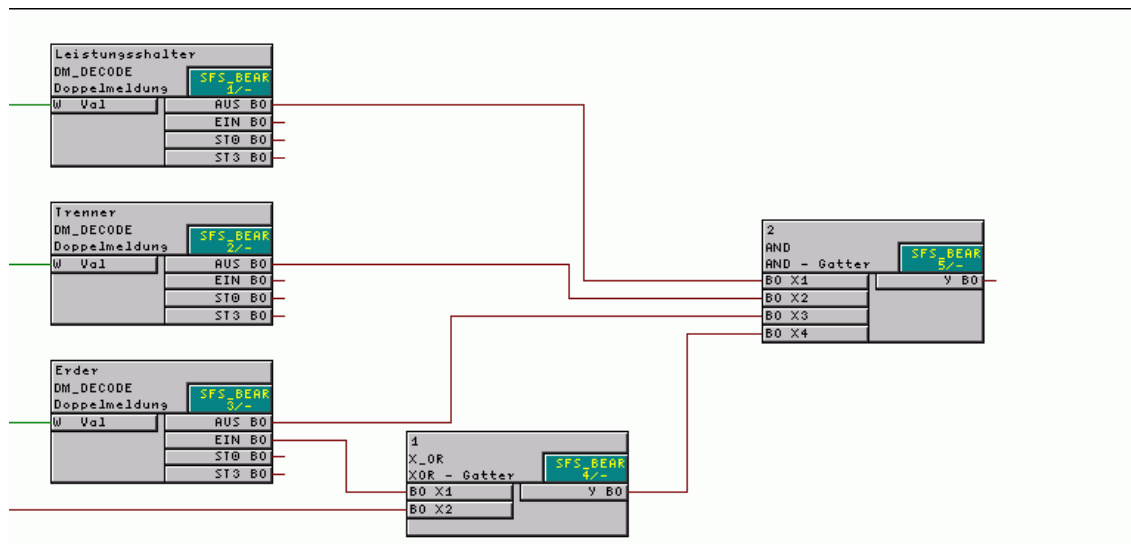 Leistungsshalter
DM_DECODE
Doppelmeldung
SFS_BEAR
1/-
W Val
AUS BO
EIN BO
ST0 BO
ST3 BO
Trenner
DM_DECODE
Doppelmeldung
SFS_BEAR
2/-
W Val
AUS BO
EIN BO
ST0 BO
ST3 BO
2
AND
AND - Gatter
SFS_BEAR
5/-
BO X1
Y BO
BO X2
BO X3
BO X4
Erder
DM_DECODE
Doppelmeldung
SFS_BEAR
3/-
W Val
AUS BO
EIN BO
ST0 BO
ST3 BO
1
X_OR
XOR - Gatter
SFS_BEAR
4/-
BO X1
Y BO
BO X2